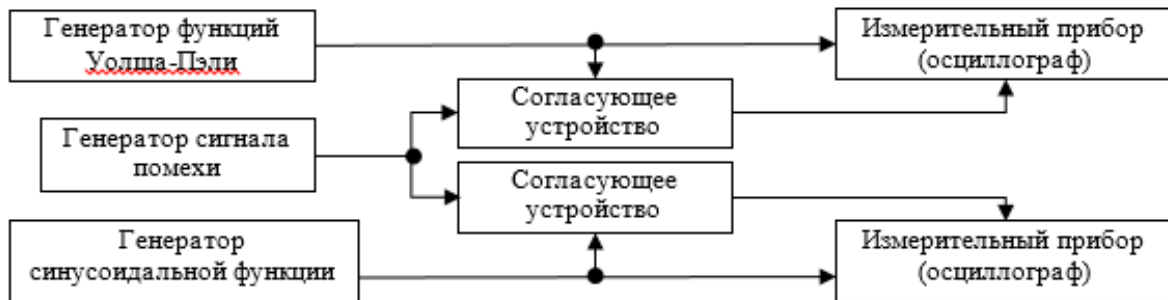 Генератор функций
Уолша-Пэли
Измерительный прибор
(осциллограф)
Согласующее
устройство
Генератор сигнала
помехи
Согласующее
устройство
Генератор
синусоидальной функции
Измерительный прибор
(осциллограф)